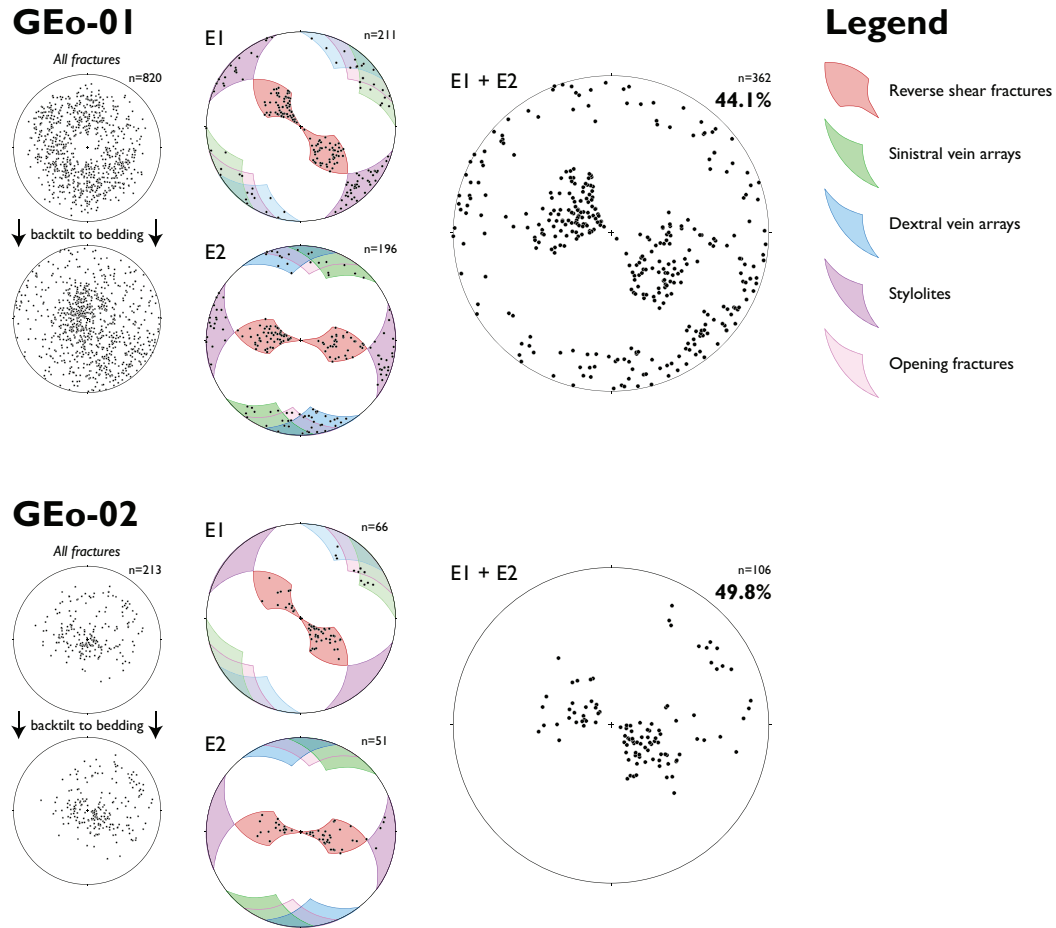 GEo-01
All fractures
n=820
backtilt to bedding
E1
n=211
E2
n=196
E1 + E2
n=362
44.1%
Legend
Reverse shear fractures
Sinistral vein arrays
Dextral vein arrays
Stylolites
Opening fractures
GEo-02
All fractures
n=213
backtilt to bedding
E1
n=66
E2
n=51
E1 + E2
n=106
49.8%